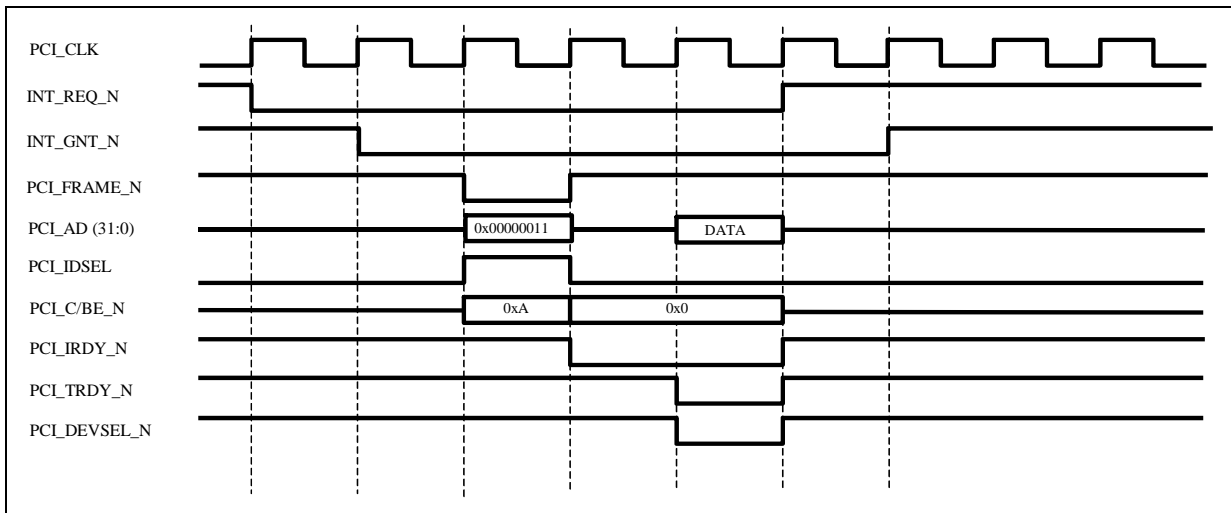 PCI_CLK
INT_REQ_N
INT_GNT_N
PCI_FRAME_N
PCI_AD (31:0) 0x00000011 DATA
PCI_IDSEL
PCI_C/BE_N 0xA 0x0
PCI_IRDY_N
PCI_TRDY_N
PCI_DEVSEL_N